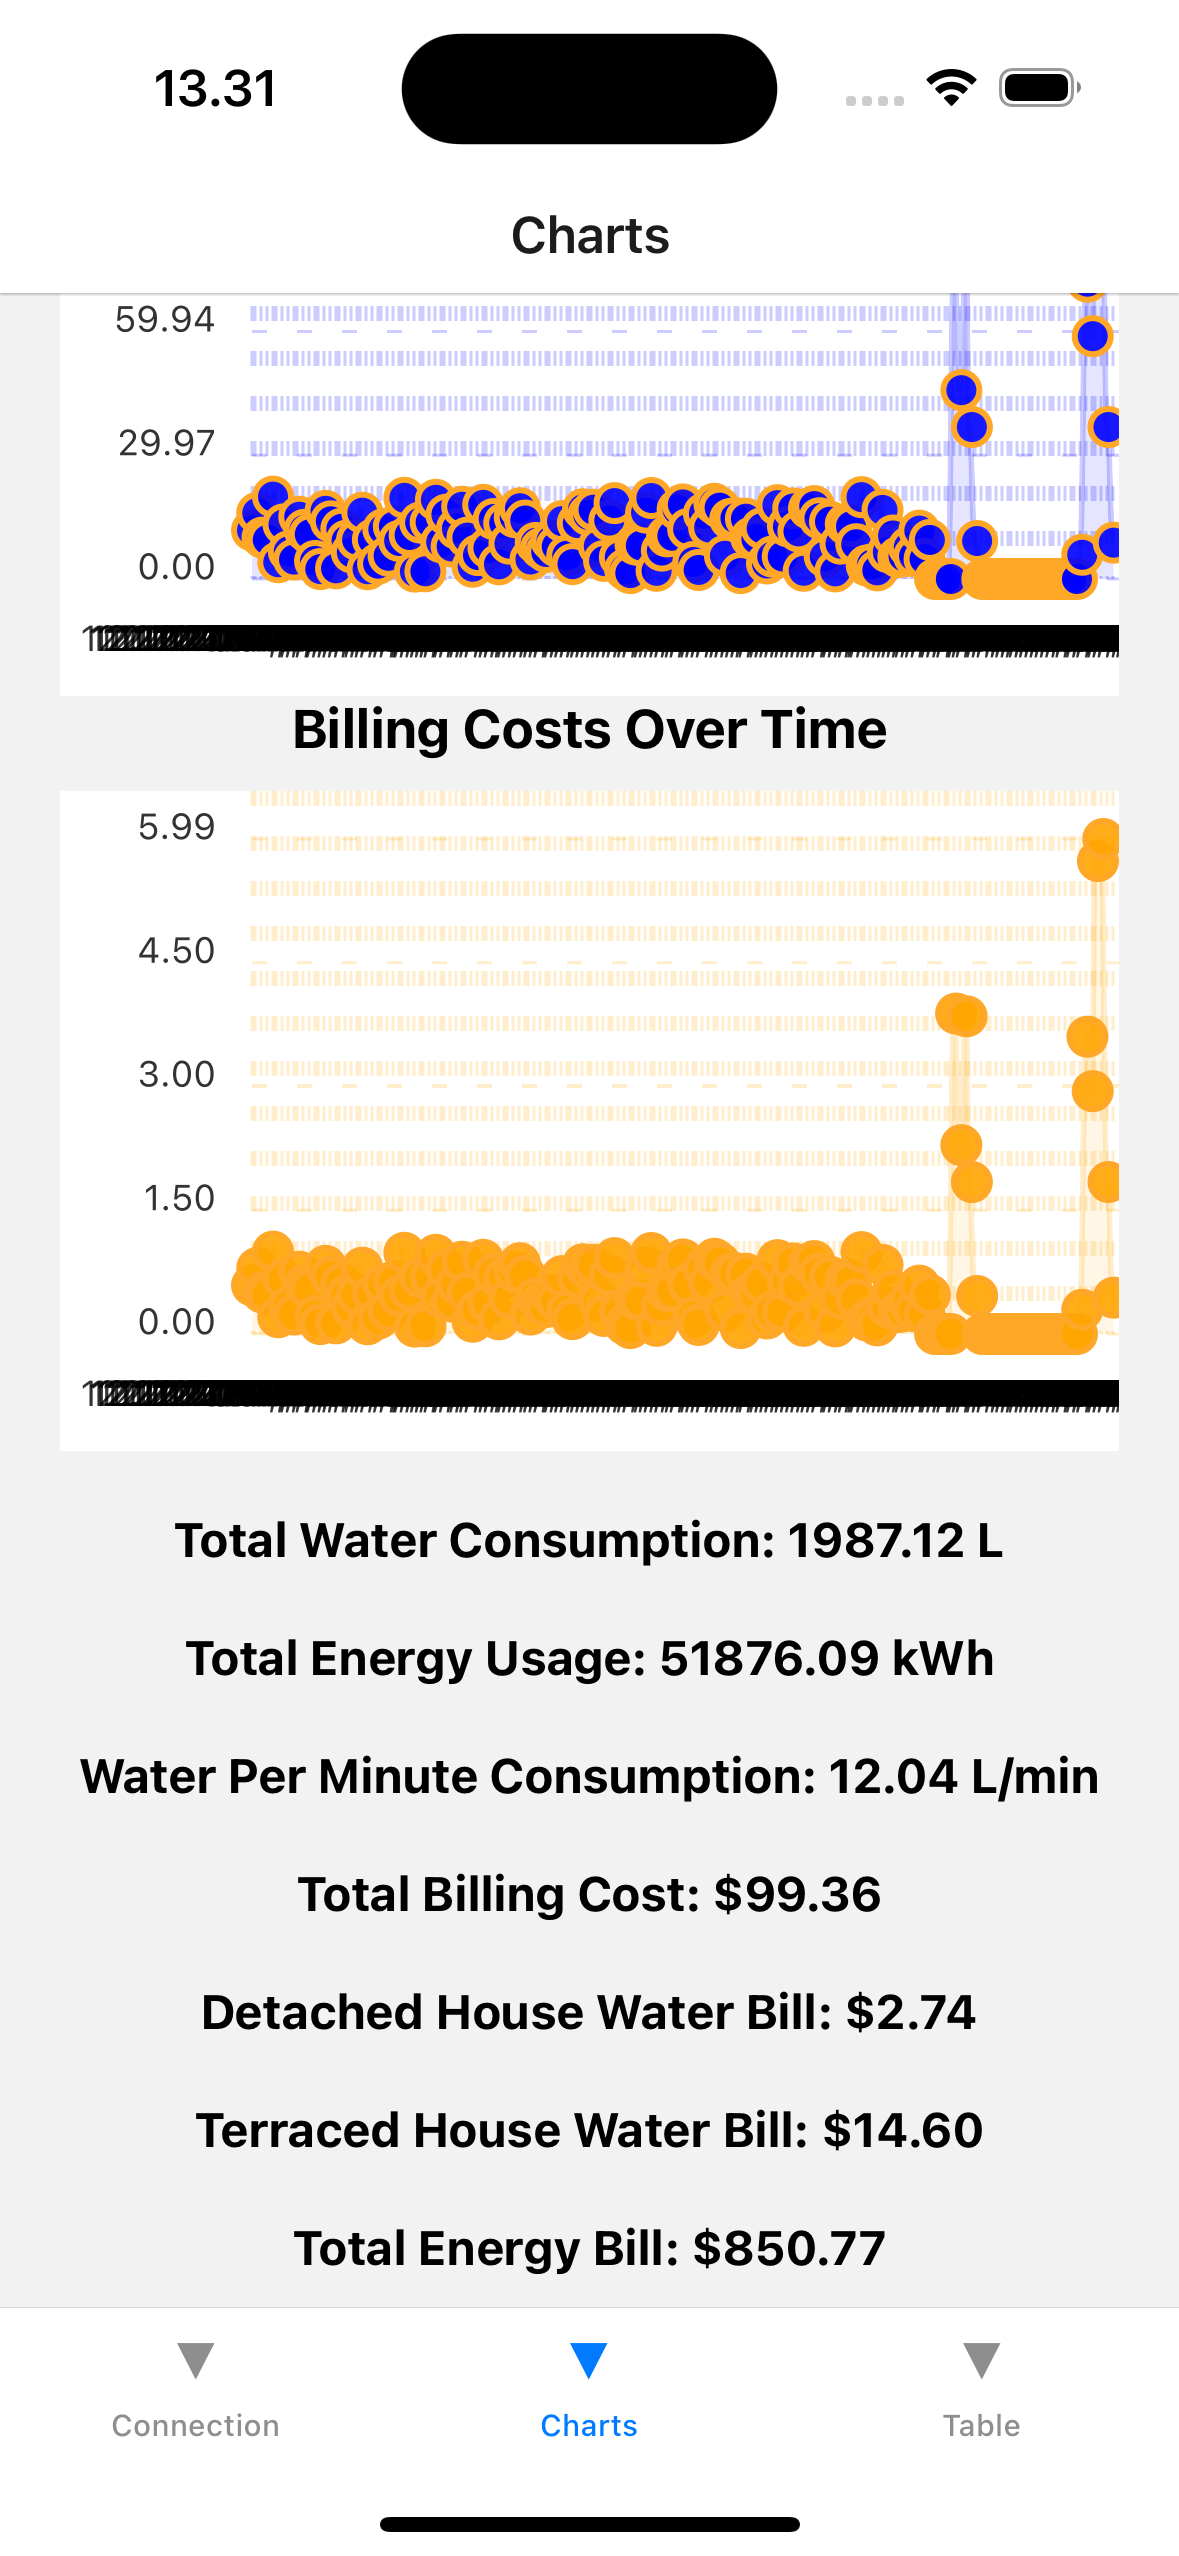 13.31
Charts
59.94
29.97
0.00
Billing Costs Over Time
5.99
4.50
3.00
1.50
0.00
Total Water Consumption: 1987.12 L
Total Energy Usage: 51876.09 kWh
Water Per Minute Consumption: 12.04 L/min
Total Billing Cost: $99.36
Detached House Water Bill: $2.74
Terraced House Water Bill: $14.60
Total Energy Bill: $850.77
Connection
Charts
Table